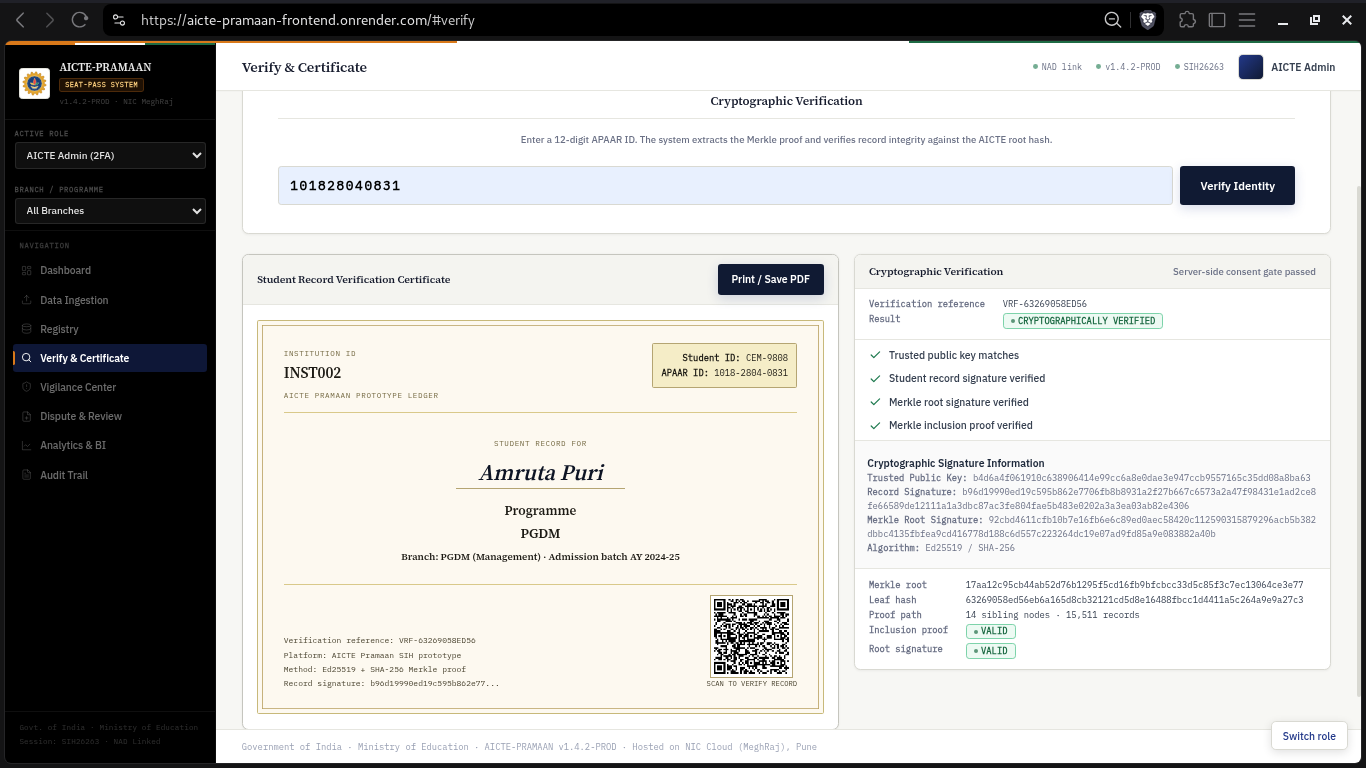 https://aicte-pramaan-frontend.onrender.com/#verify
AICTE-PRAMAAN
SEAT-PASS SYSTEM
v1.4.2-PROD · NIC MeghRaj
ACTIVE ROLE
AICTE Admin (2FA)
BRANCH / PROGRAMME
All Branches
NAVIGATION
Dashboard
Data Ingestion
Registry
Verify & Certificate
Vigilance Center
Dispute & Review
Analytics & BI
Audit Trail
Govt. of India · Ministry of Education
Session: SIH26263 · NAD Linked
Verify & Certificate
NAD link
v1.4.2-PROD
SIH26263
AICTE Admin
Cryptographic Verification
Enter a 12-digit APAAR ID. The system extracts the Merkle proof and verifies record integrity against the AICTE root hash.
101828040831
Verify Identity
Student Record Verification Certificate
Print / Save PDF
INSTITUTION ID
INST002
AICTE PRAMAAN PROTOTYPE LEDGER
Student ID: CEM-9808
APAAR ID: 1018-2804-0831
STUDENT RECORD FOR
Amruta Puri
Programme
PGDM
Branch: PGDM (Management) · Admission batch AY 2024-25
Verification reference: VRF-63269058ED56
Platform: AICTE Pramaan SIH prototype
Method: Ed25519 + SHA-256 Merkle proof
Record signature: b96d19990ed19c595b862e77...
SCAN TO VERIFY RECORD
Cryptographic Verification
Server-side consent gate passed
Verification reference VRF-63269058ED56
Result CRYPTOGRAPHICALLY VERIFIED
Trusted public key matches
Student record signature verified
Merkle root signature verified
Merkle inclusion proof verified
Cryptographic Signature Information
Trusted Public Key: b4d6a4f061910c638906414e99cc6a8e0dae3e947ccb9557165c35dd08a8ba63
Record Signature: b96d19990ed19c595b862e7706fb8b8931a2f27b667c6573a2a47f98431e1ad2ce8
fe66589de12111a1a3dbc87ac3fe804fae5b483e0202a3a3ea03ab82e4306
Merkle Root Signature: 92cbd4611cfb10b7e16fb6e6c89ed0aec58420c112590315879296acb5b382
dbbc4135fbfea9cd416778d188c6d557c223264dc19e07ad9fd85a9e083882a40b
Algorithm: Ed25519 / SHA-256
Merkle root 17aa12c95cb44ab52d76b1295f5cd16fb9bfcbcc33d5c85f3c7ec13064ce3e77
Leaf hash 63269058ed56eb6a165d8cb32121cd5d8e16488fbcc1d4411a5c264a9e9a27c3
Proof path 14 sibling nodes · 15,511 records
Inclusion proof VALID
Root signature VALID
Government of India · Ministry of Education · AICTE-PRAMAAN v1.4.2-PROD · Hosted on NIC Cloud (MeghRaj), Pune
Switch role